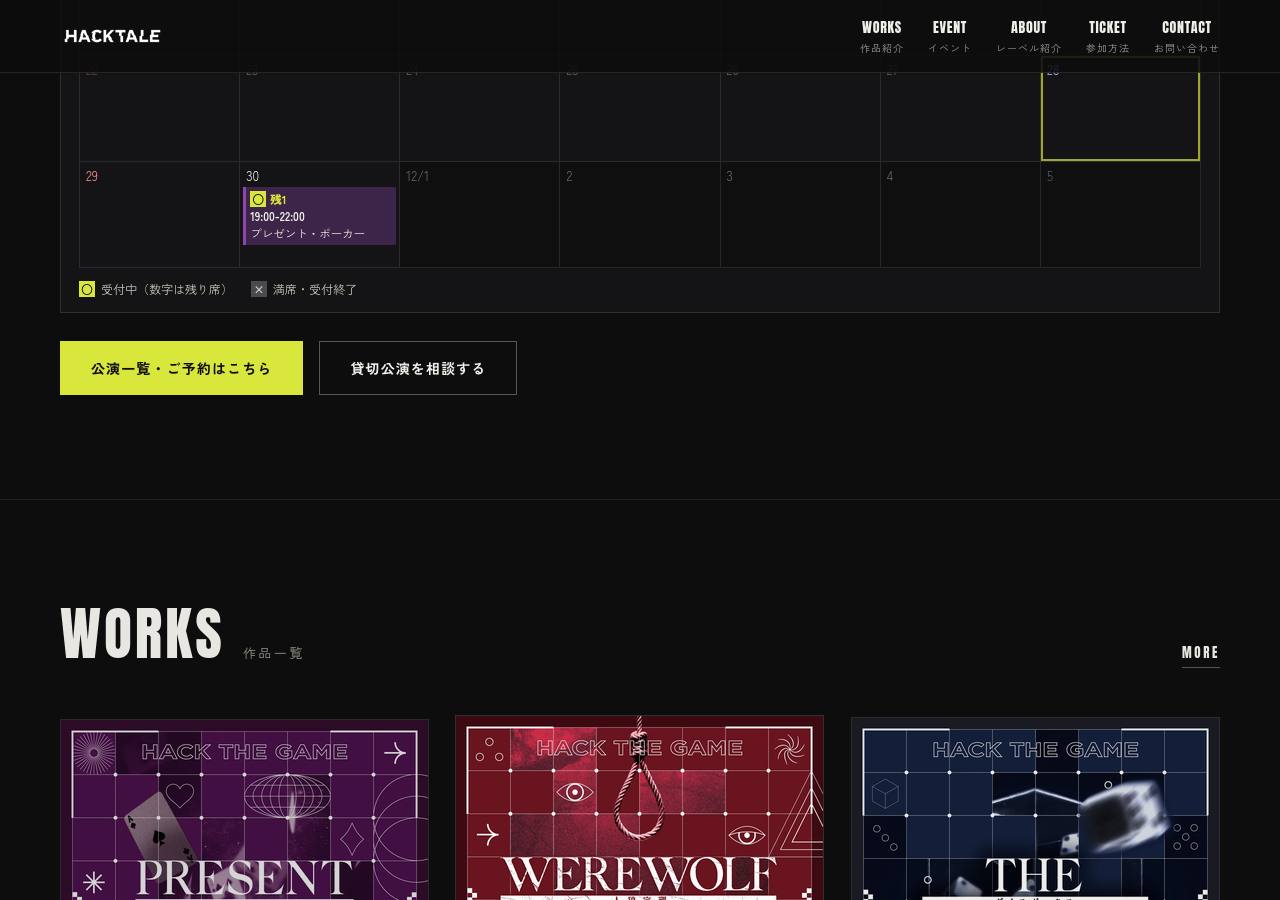 HACKTALE
WORKS
EVENT
ABOUT
TICKET
CONTACT
作品紹介
イベント
レーベル紹介
参加方法
お問い合わせ
28
29
30
12/1
2
3
4
5
残1
19:00-22:00
プレゼント・ポーカー
受付中（数字は残り席）
× 満席・受付終了
公演一覧・ご予約はこちら
貸切公演を相談する
WORKS
作品一覧
MORE
HACK THE GAME
HACK THE GAME
HACK THE GAME
PRESENT
WEREWOLF
THE